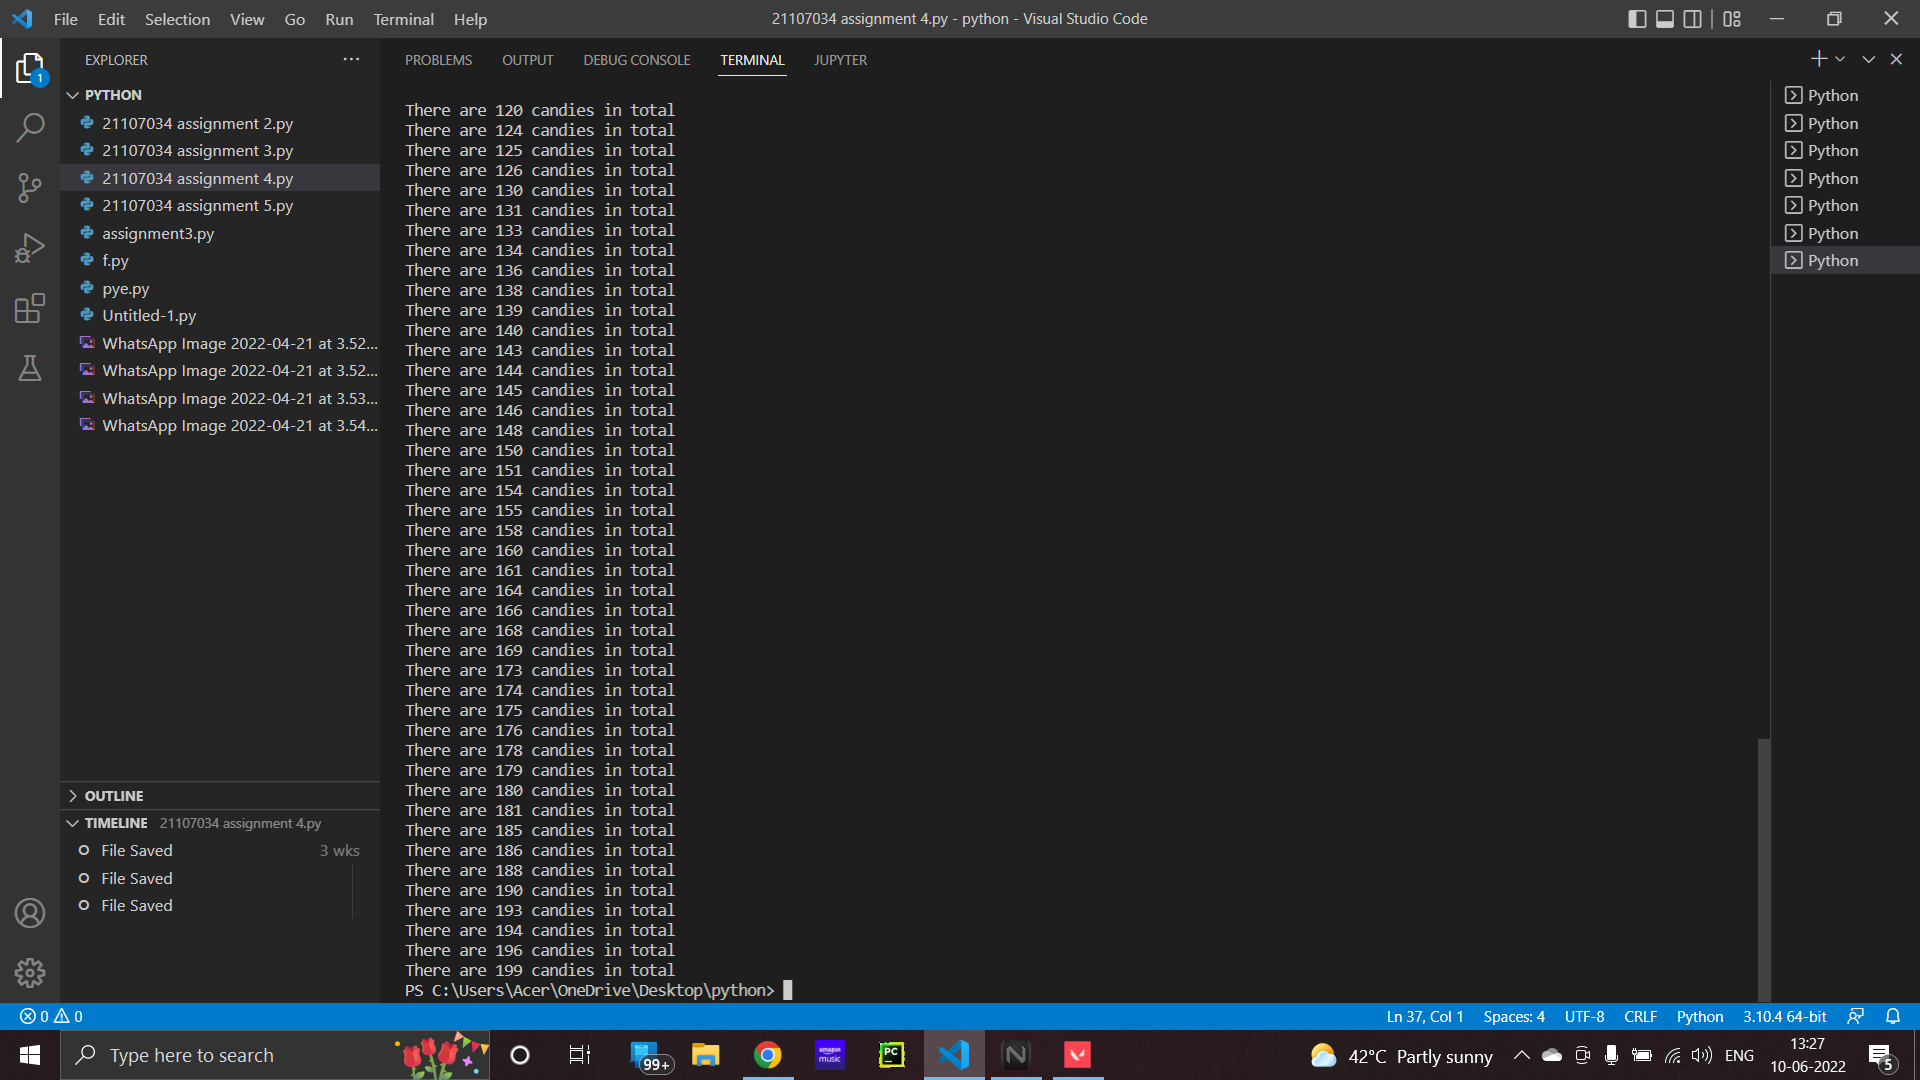 File Edit Selection View Go Run Terminal Help
21107034 assignment 4.py - python - Visual Studio Code
1
EXPLORER
PYTHON
21107034 assignment 2.py
21107034 assignment 3.py
21107034 assignment 4.py
21107034 assignment 5.py
assignment3.py
f.py
pye.py
Untitled-1.py
WhatsApp Image 2022-04-21 at 3.52...
WhatsApp Image 2022-04-21 at 3.52...
WhatsApp Image 2022-04-21 at 3.53...
WhatsApp Image 2022-04-21 at 3.54...
OUTLINE
TIMELINE 21107034 assignment 4.py
File Saved 3 wks
File Saved
File Saved
PROBLEMS OUTPUT DEBUG CONSOLE TERMINAL JUPYTER
There are 120 candies in total
There are 124 candies in total
There are 125 candies in total
There are 126 candies in total
There are 130 candies in total
There are 131 candies in total
There are 133 candies in total
There are 134 candies in total
There are 136 candies in total
There are 138 candies in total
There are 139 candies in total
There are 140 candies in total
There are 143 candies in total
There are 144 candies in total
There are 145 candies in total
There are 146 candies in total
There are 148 candies in total
There are 150 candies in total
There are 151 candies in total
There are 154 candies in total
There are 155 candies in total
There are 158 candies in total
There are 160 candies in total
There are 161 candies in total
There are 164 candies in total
There are 166 candies in total
There are 168 candies in total
There are 169 candies in total
There are 173 candies in total
There are 174 candies in total
There are 175 candies in total
There are 176 candies in total
There are 178 candies in total
There are 179 candies in total
There are 180 candies in total
There are 181 candies in total
There are 185 candies in total
There are 186 candies in total
There are 188 candies in total
There are 190 candies in total
There are 193 candies in total
There are 194 candies in total
There are 196 candies in total
There are 199 candies in total
PS C:\Users\Acer\OneDrive\Desktop\python>
Python
Python
Python
Python
Python
Python
Python
0 0
Ln 37, Col 1 Spaces: 4 UTF-8 CRLF Python 3.10.4 64-bit
Type here to search
99+
amazon music
PC
42°C Partly sunny
ENG
13:27
10-06-2022
5